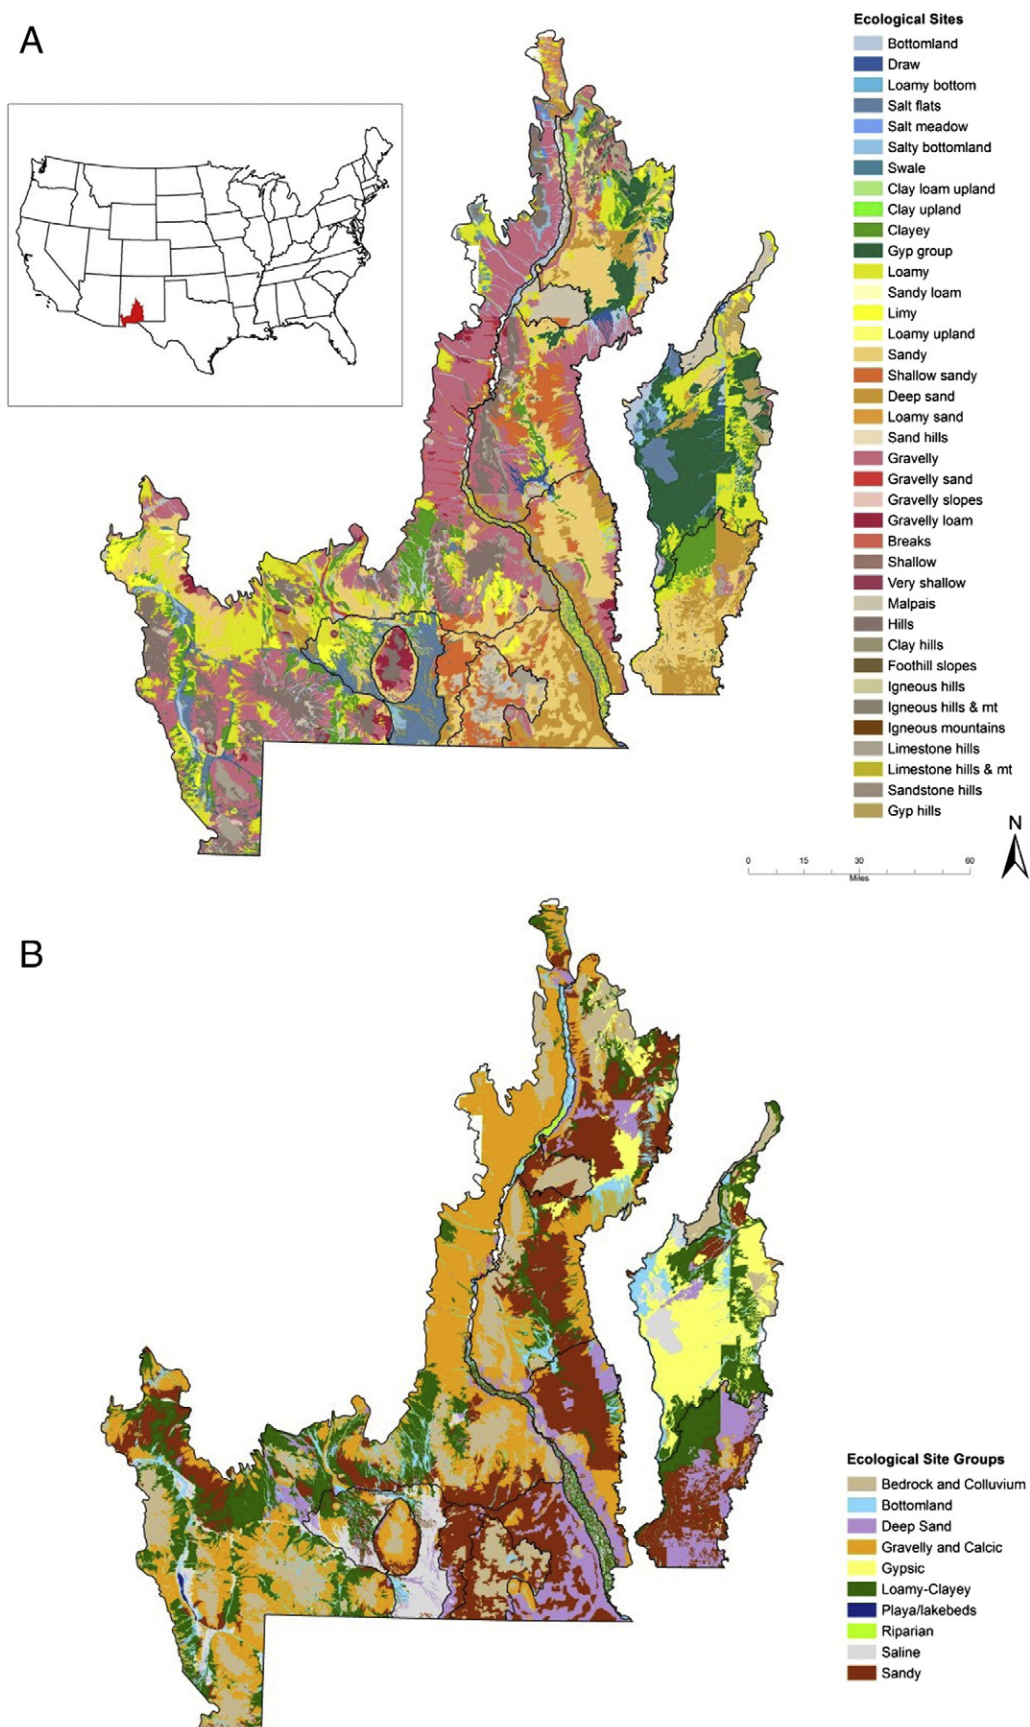 A
Ecological Sites
Bottomland
Draw
Loamy bottom
Salt flats
Salt meadow
Salty bottomland
Swale
Clay loam upland
Clay upland
Clayey
Gyp group
Loamy
Sandy loam
Limy
Loamy upland
Sandy
Shallow sandy
Deep sand
Loamy sand
Sand hills
Gravelly
Gravelly sand
Gravelly slopes
Gravelly loam
Breaks
Shallow
Very shallow
Malpais
Hills
Clay hills
Foothill slopes
Igneous hills
Igneous hills & mt
Igneous mountains
Limestone hills
Limestone hills & mt
Sandstone hills
Gyp hills
N
0 15 30 60
Miles
B
Ecological Site Groups
Bedrock and Colluvium
Bottomland
Deep Sand
Gravelly and Calcic
Gypsic
Loamy-Clayey
Playa/lakebeds
Riparian
Saline
Sandy